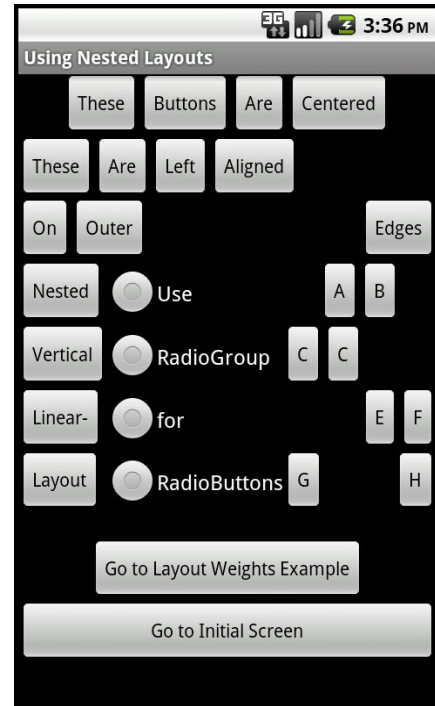 3G 3:36 PM
Using Nested Layouts
These Buttons Are Centered
These Are Left Aligned
On Outer Edges
Nested Use A B
Vertical RadioGroup C C
Linear- for E F
Layout RadioButtons G H
Go to Layout Weights Example
Go to Initial Screen